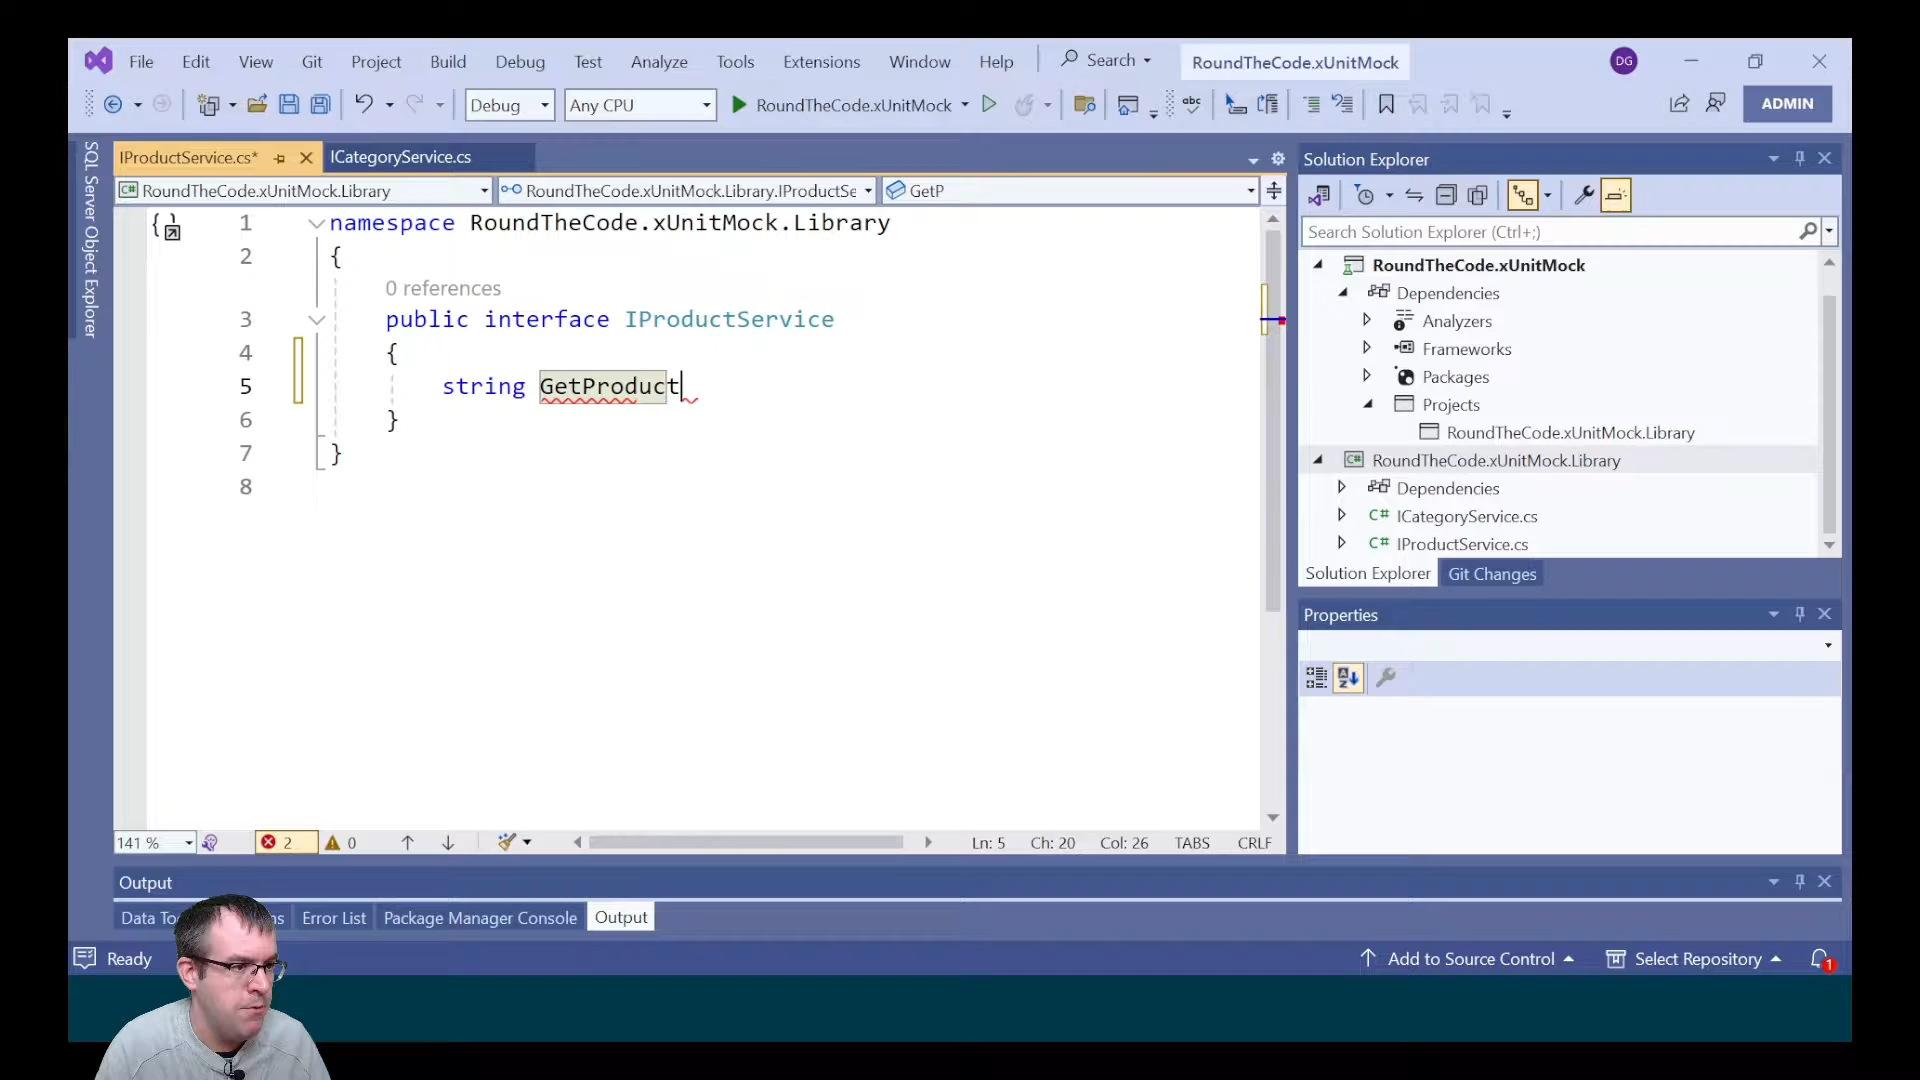 File Edit View Git Project Build Debug Test Analyze Tools Extensions Window Help Search RoundTheCode.xUnitMock DG
Debug Any CPU RoundTheCode.xUnitMock abc ADMIN
SQL Server Object Explorer
IProductService.cs* ICategoryService.cs
RoundTheCode.xUnitMock.Library RoundTheCode.xUnitMock.Library.IProductSe GetP
1 namespace RoundTheCode.xUnitMock.Library
2 {
0 references
3 public interface IProductService
4 {
5 string GetProduct
6 }
7 }
8
141 % 2 0 Ln: 5 Ch: 20 Col: 26 TABS CRLF
Solution Explorer
Search Solution Explorer (Ctrl+;)
RoundTheCode.xUnitMock
Dependencies
Analyzers
Frameworks
Packages
Projects
RoundTheCode.xUnitMock.Library
C# RoundTheCode.xUnitMock.Library
Dependencies
C# ICategoryService.cs
C# IProductService.cs
Solution Explorer Git Changes
Properties
Output
Data To ns Error List Package Manager Console Output
Ready Add to Source Control Select Repository 1